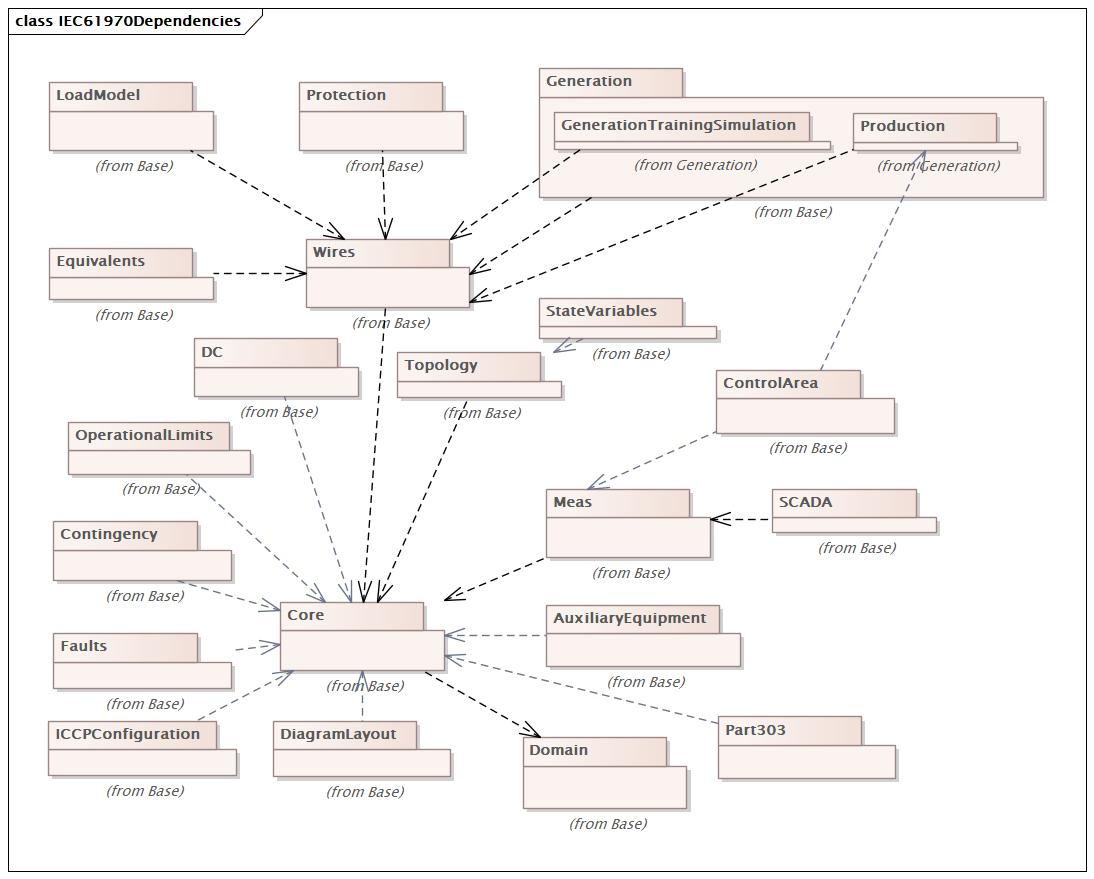 class IEC61970Dependencies
LoadModel
(from Base)
Protection
(from Base)
Generation
GenerationTrainingSimulation
(from Generation)
Production
(from Generation)
(from Base)
Equivalents
(from Base)
Wires
(from Base)
StateVariables
(from Base)
DC
(from Base)
Topology
(from Base)
ControlArea
(from Base)
OperationalLimits
(from Base)
Meas
(from Base)
SCADA
(from Base)
Contingency
(from Base)
Core
(from Base)
AuxiliaryEquipment
(from Base)
Faults
(from Base)
ICCPConfiguration
(from Base)
DiagramLayout
(from Base)
Domain
(from Base)
Part303